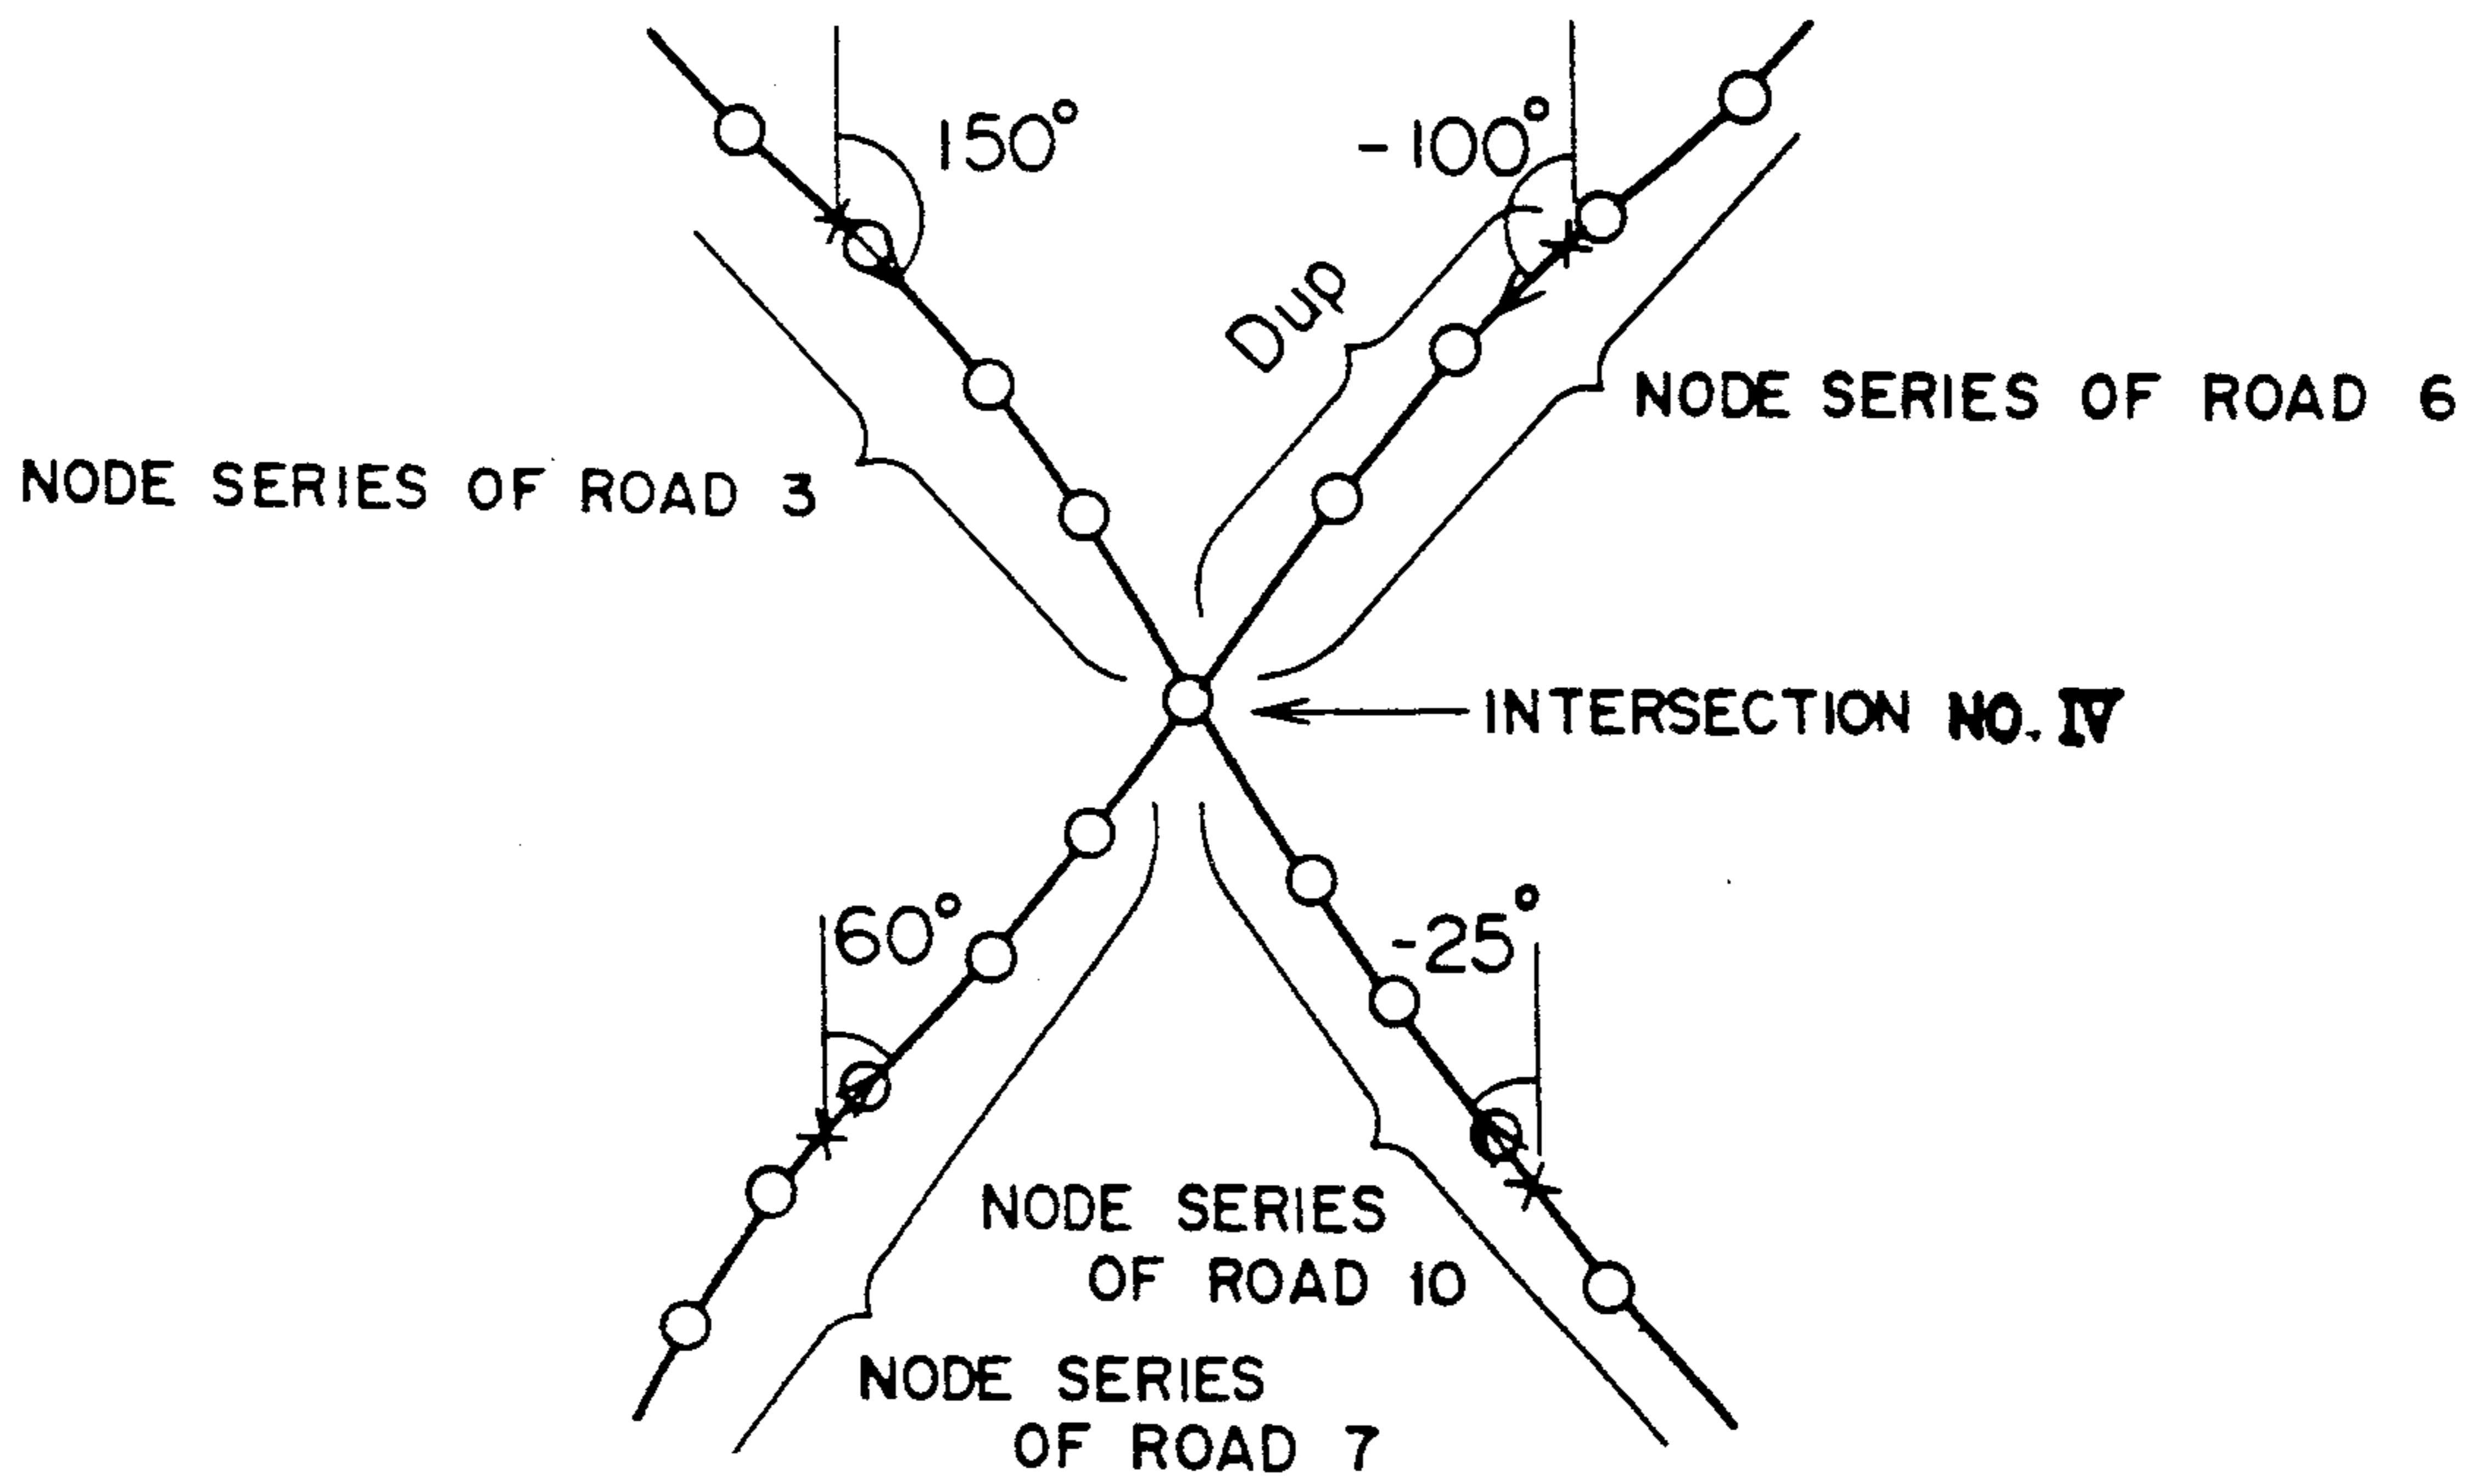 150°
-100°
Dup
NODE SERIES OF ROAD 6
NODE SERIES OF ROAD 3
INTERSECTION NO. IV
60°
-25°
NODE SERIES
OF ROAD 10
NODE SERIES
OF ROAD 7